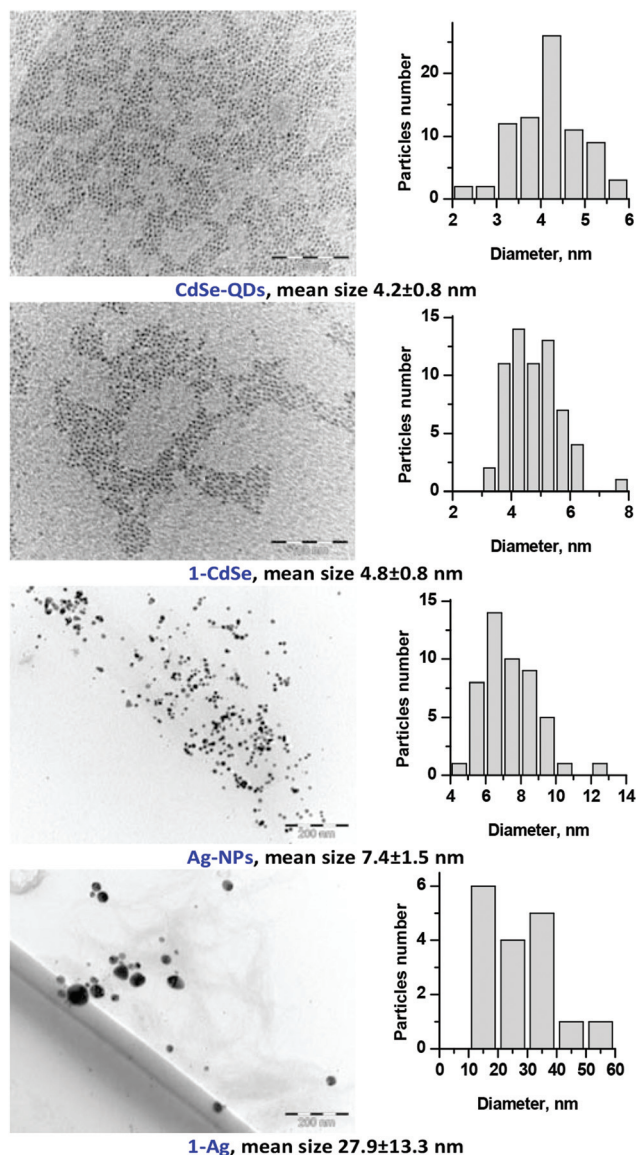 Particles number
20
10
0
2 3 4 5 6
Diameter, nm
CdSe-QDs, mean size 4.2±0.8 nm
Particles number
15
10
5
0
2 4 6 8
Diameter, nm
1-CdSe, mean size 4.8±0.8 nm
Particles number
15
10
5
0
4 6 8 10 12 14
Diameter, nm
200 nm
Ag-NPs, mean size 7.4±1.5 nm
Particles number
6
4
2
0
0 10 20 30 40 50 60
Diameter, nm
200 nm
1-Ag, mean size 27.9±13.3 nm